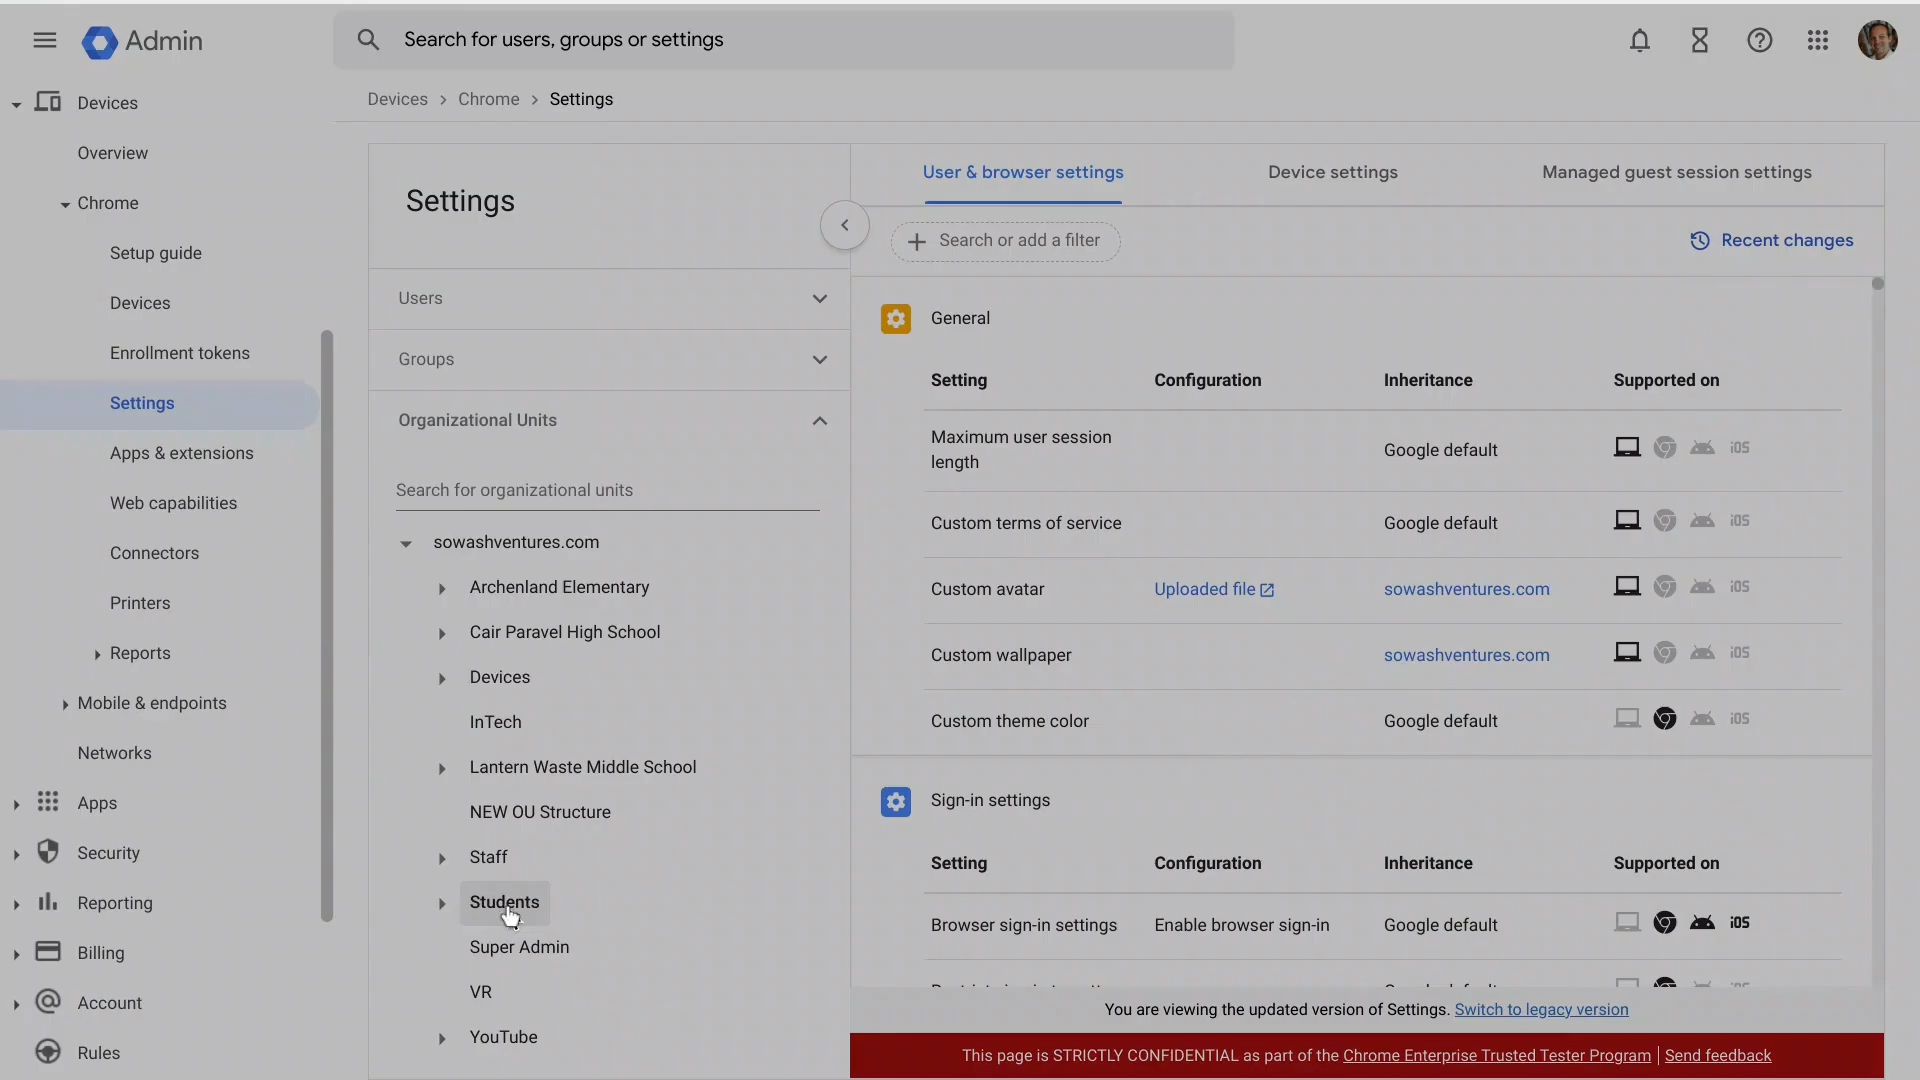 Admin
Search for users, groups or settings
Devices
Overview
Chrome
Setup guide
Devices
Enrollment tokens
Settings
Apps & extensions
Web capabilities
Connectors
Printers
Reports
Mobile & endpoints
Networks
Apps
Security
Reporting
Billing
Account
Rules
Devices > Chrome > Settings
Settings
Users
Groups
Organizational Units
Search for organizational units
sowashventures.com
Archenland Elementary
Cair Paravel High School
Devices
InTech
Lantern Waste Middle School
NEW OU Structure
Staff
Students
Super Admin
VR
YouTube
User & browser settings Device settings Managed guest session settings
Search or add a filter Recent changes
General
Setting Configuration Inheritance Supported on
Maximum user session
length Google default iOS
Custom terms of service Google default iOS
Custom avatar Uploaded file sowashventures.com iOS
Custom wallpaper sowashventures.com iOS
Custom theme color Google default iOS
Sign-in settings
Setting Configuration Inheritance Supported on
Browser sign-in settings Enable browser sign-in Google default iOS
You are viewing the updated version of Settings. Switch to legacy version
This page is STRICTLY CONFIDENTIAL as part of the Chrome Enterprise Trusted Tester Program | Send feedback